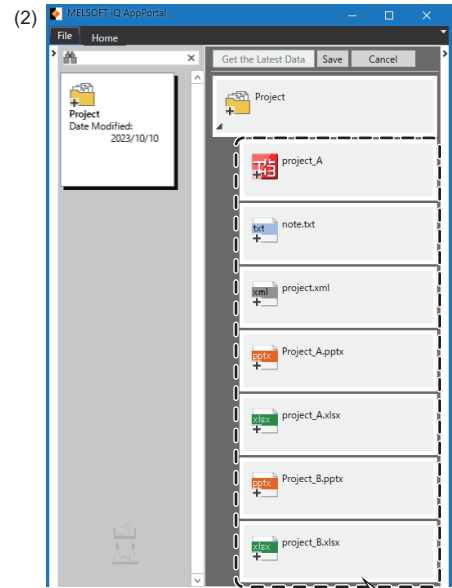 (2)
MELSOFT iQ AppPortal
File Home
Get the Latest Data Save Cancel
Project
Date Modified:
2023/10/10
Project
project_A
txt note.txt
xml project.xml
pptx Project_A.pptx
xlsx project_A.xlsx
pptx Project_B.pptx
xlsx project_B.xlsx